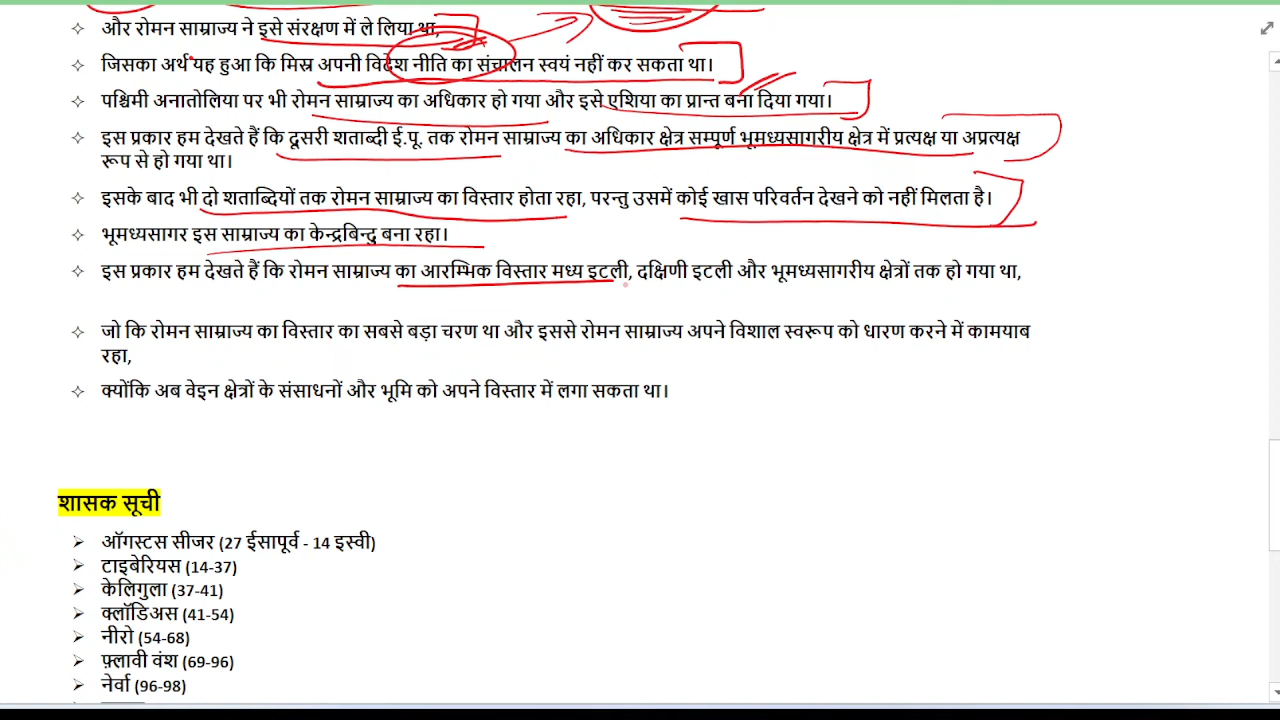 ✧ और रोमन साम्राज्य ने इसे संरक्षण में ले लिया था,
✧ जिसका अर्थ यह हुआ कि मिस्र अपनी विदेश नीति का संचालन स्वयं नहीं कर सकता था।
✧ पश्चिमी अनातोलिया पर भी रोमन साम्राज्य का अधिकार हो गया और इसे एशिया का प्रान्त बना दिया गया।
✧ इस प्रकार हम देखते हैं कि दूसरी शताब्दी ई.पू. तक रोमन साम्राज्य का अधिकार क्षेत्र सम्पूर्ण भूमध्यसागरीय क्षेत्र में प्रत्यक्ष या अप्रत्यक्ष
रूप से हो गया था।
✧ इसके बाद भी दो शताब्दियों तक रोमन साम्राज्य का विस्तार होता रहा, परन्तु उसमें कोई खास परिवर्तन देखने को नहीं मिलता है।
✧ भूमध्यसागर इस साम्राज्य का केन्द्रबिन्दु बना रहा।
✧ इस प्रकार हम देखते हैं कि रोमन साम्राज्य का आरम्भिक विस्तार मध्य इटली, दक्षिणी इटली और भूमध्यसागरीय क्षेत्रों तक हो गया था,
✧ जो कि रोमन साम्राज्य का विस्तार का सबसे बड़ा चरण था और इससे रोमन साम्राज्य अपने विशाल स्वरूप को धारण करने में कामयाब
रहा,
✧ क्योंकि अब वेइन क्षेत्रों के संसाधनों और भूमि को अपने विस्तार में लगा सकता था।
शासक सूची
➢ ऑगस्टस सीजर (27 ईसापूर्व - 14 इस्वी)
➢ टाइबेरियस (14-37)
➢ केलिगुला (37-41)
➢ क्लॉडिअस (41-54)
➢ नीरो (54-68)
➢ फ़्लावी वंश (69-96)
➢ नेर्वा (96-98)